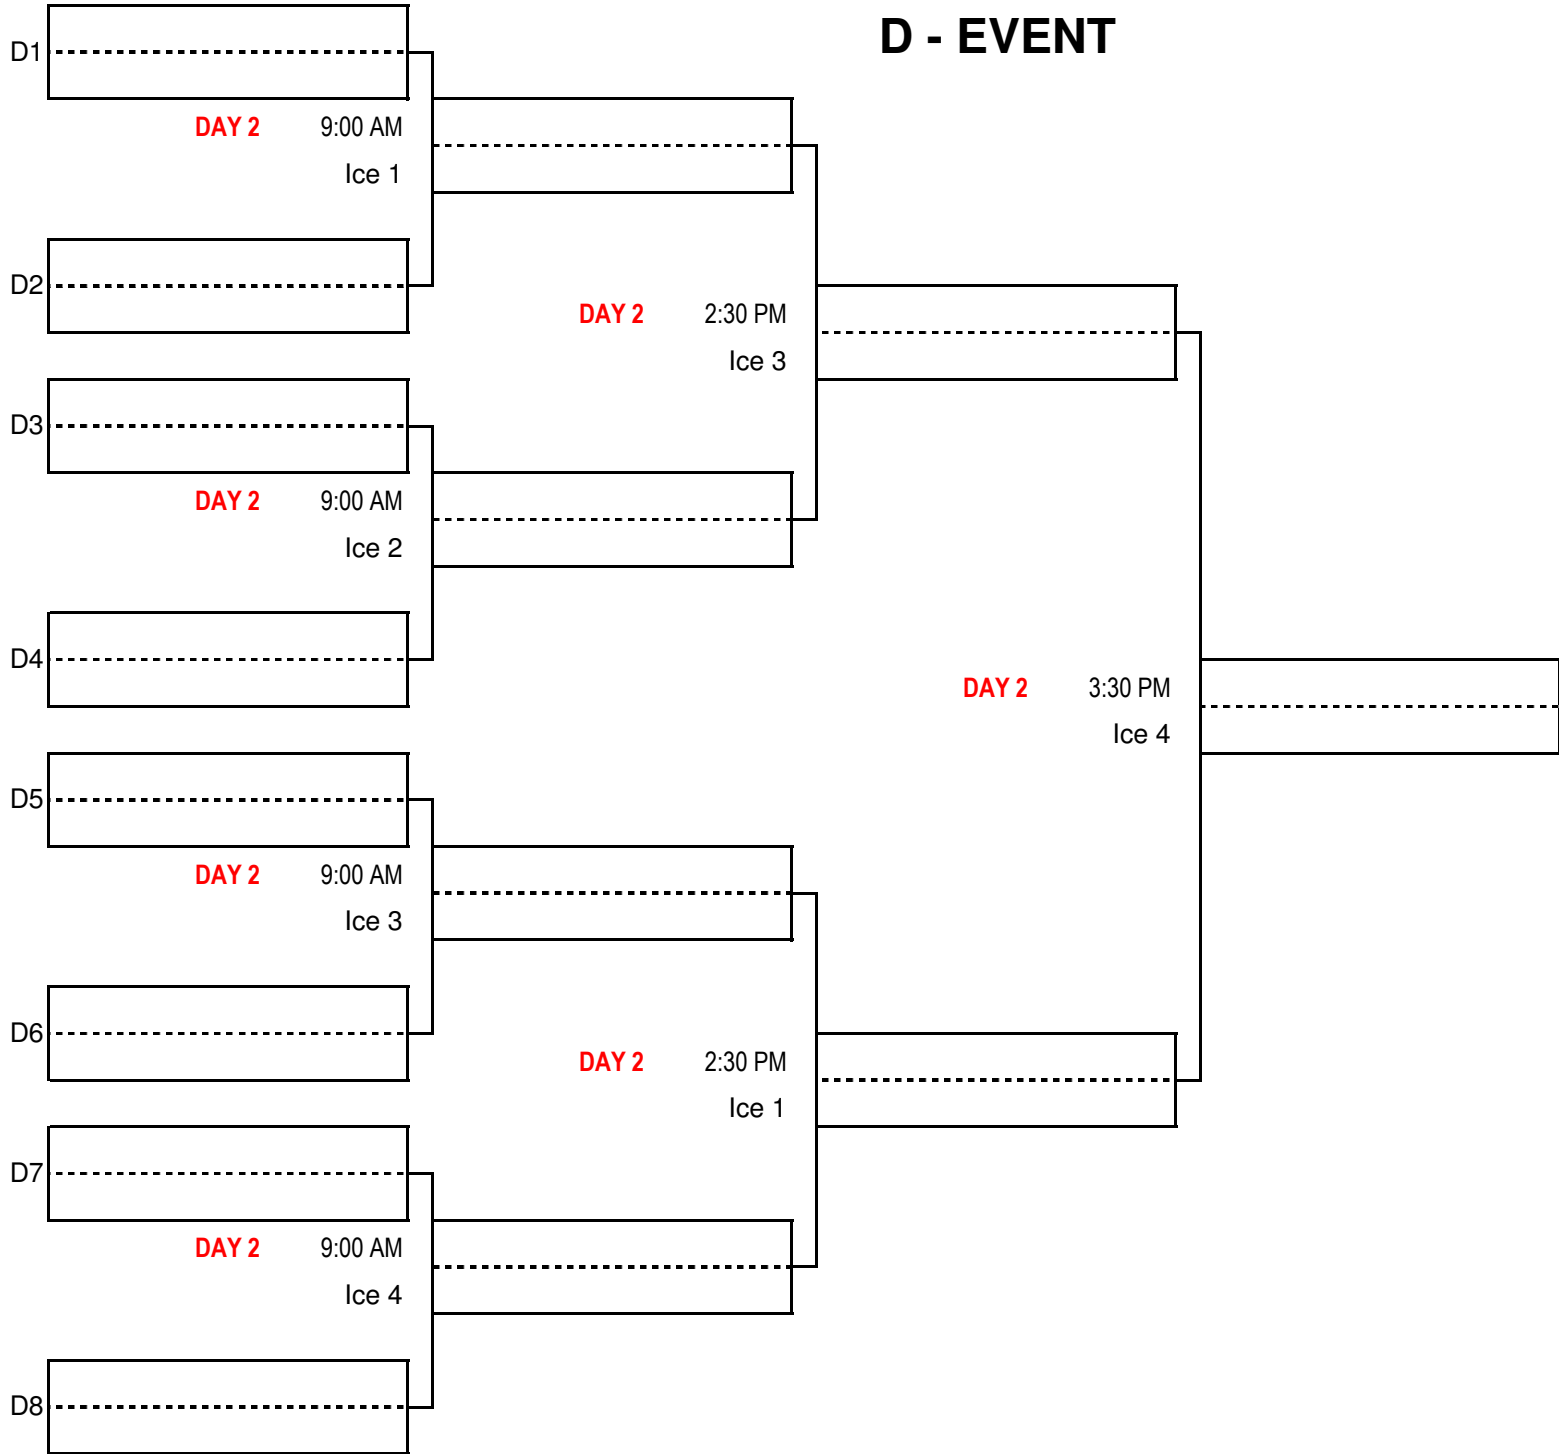 D - EVENT
D1
DAY 2 9:00 AM
Ice 1
D2
DAY 2 2:30 PM
Ice 3
D3
DAY 2 9:00 AM
Ice 2
D4
DAY 2 3:30 PM
Ice 4
D5
DAY 2 9:00 AM
Ice 3
D6
DAY 2 2:30 PM
Ice 1
D7
DAY 2 9:00 AM
Ice 4
D8